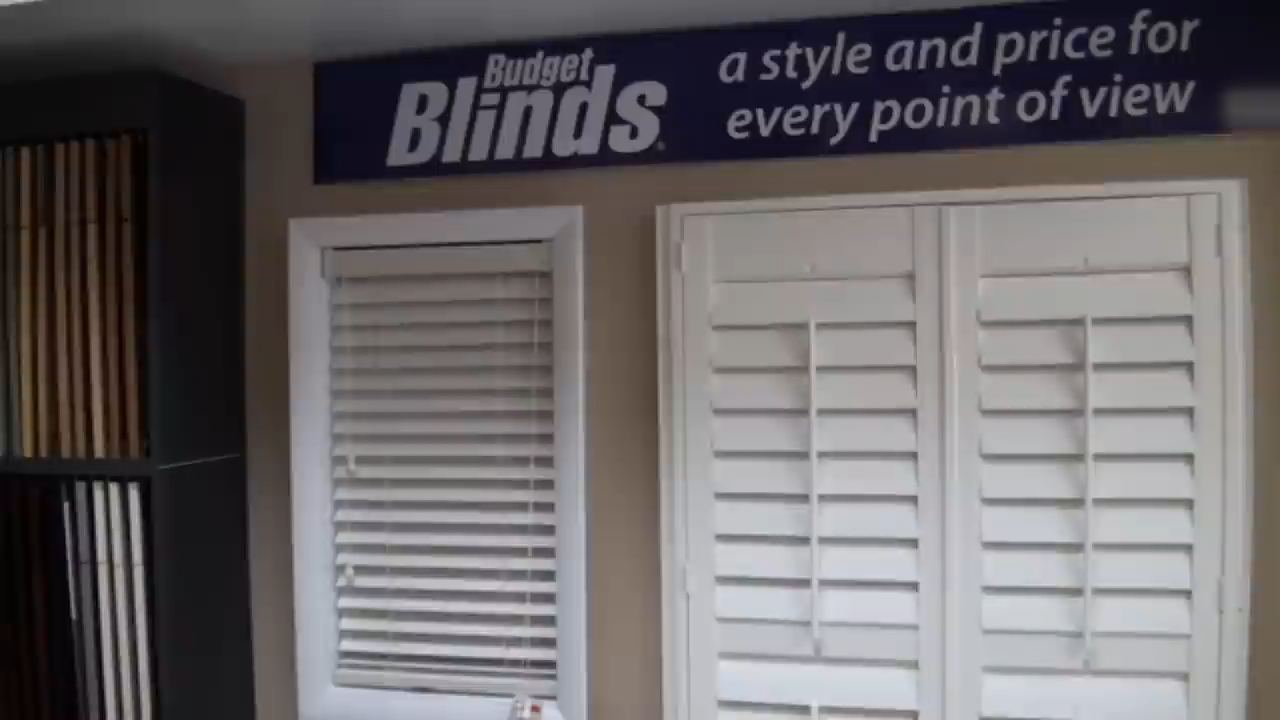 Budget
Blinds
a style and price for
every point of view